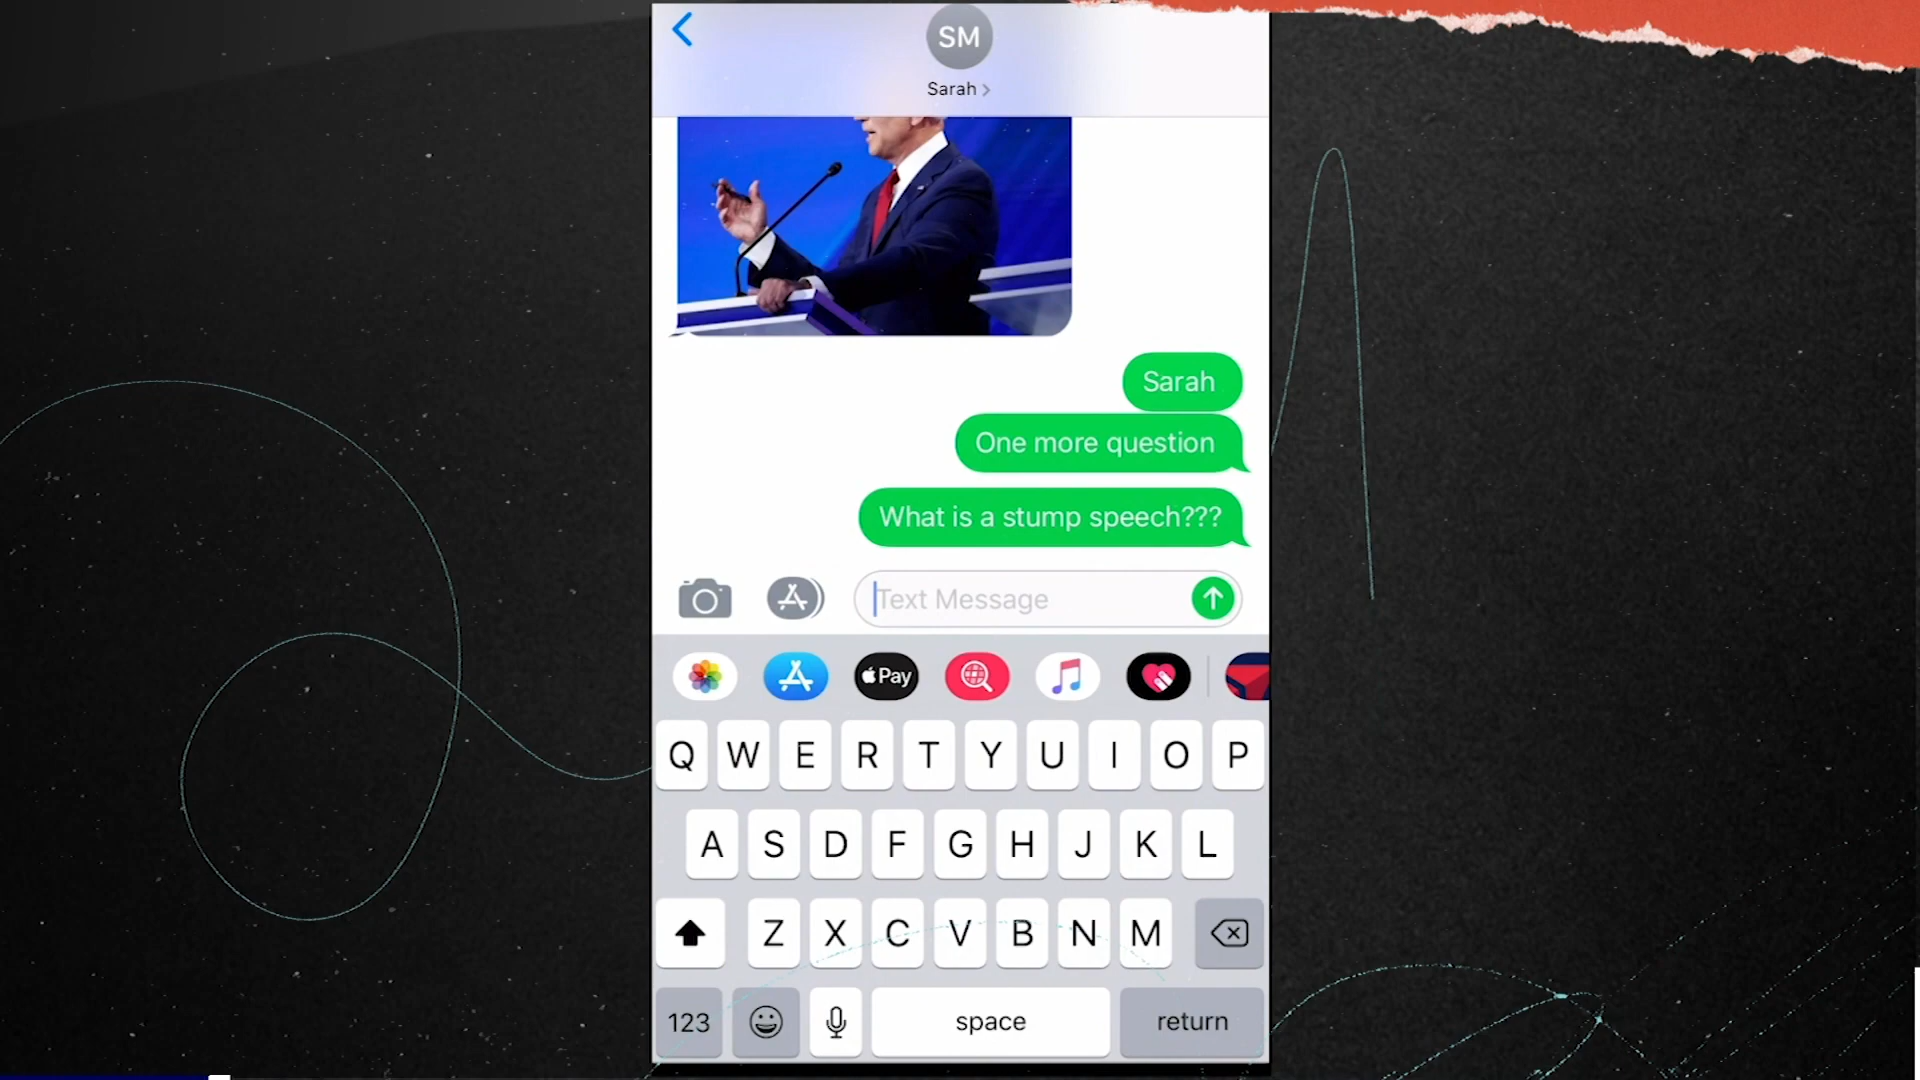 SM
Sarah
Sarah
One more question
What is a stump speech???
Text Message
Pay
Q W E R T Y U I O P
A S D F G H J K L
Z X C V B N M
123 space return